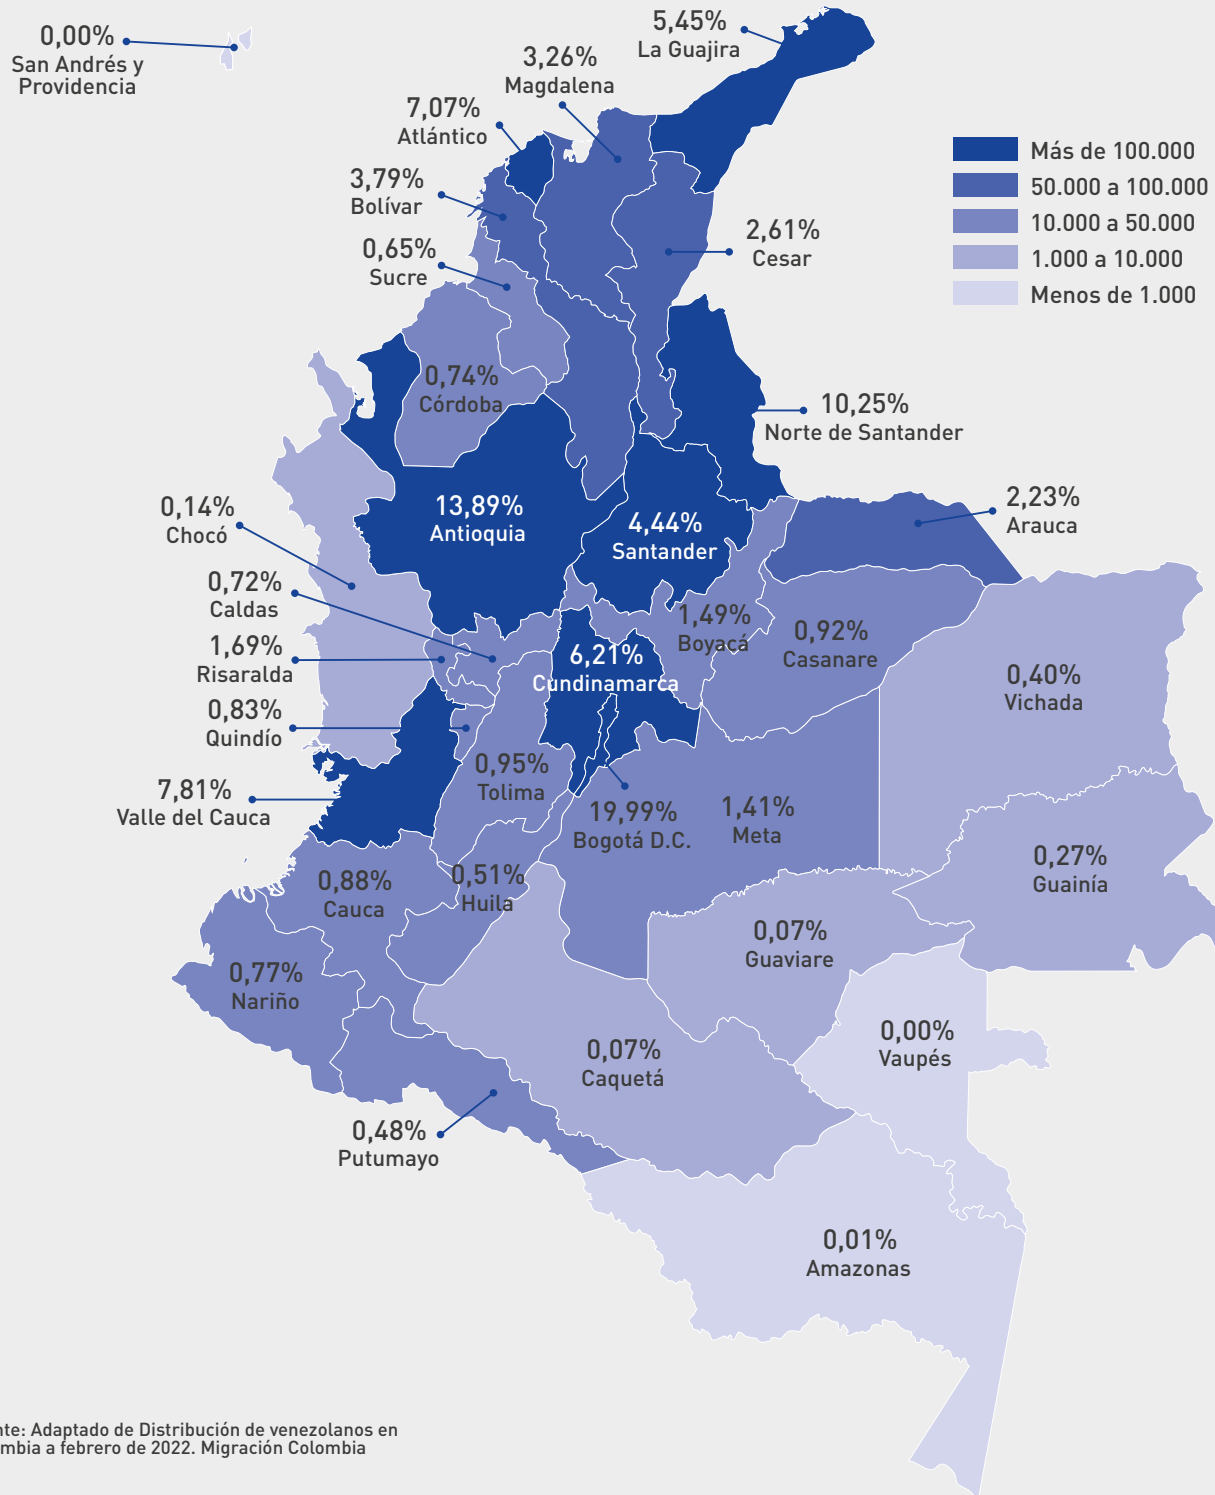 0,00%
San Andrés y
Providencia
5,45%
La Guajira
3,26%
Magdalena
7,07%
Atlántico
3,79%
Bolívar
0,65%
Sucre
2,61%
Cesar
Más de 100.000
50.000 a 100.000
10.000 a 50.000
1.000 a 10.000
Menos de 1.000
0,74%
Córdoba
10,25%
Norte de Santander
13,89%
Antioquia
4,44%
Santander
2,23%
Arauca
0,14%
Chocó
0,72%
Caldas
1,69%
Risaralda
0,83%
Quindío
7,81%
Valle del Cauca
1,49%
Boyacá
0,92%
Casanare
6,21%
Cundinamarca
0,40%
Vichada
0,95%
Tolima
19,99%
Bogotá D.C.
1,41%
Meta
0,27%
Guainía
0,88%
Cauca
0,51%
Huila
0,07%
Guaviare
0,77%
Nariño
0,00%
Vaupés
0,07%
Caquetá
0,48%
Putumayo
0,01%
Amazonas
nte: Adaptado de Distribución de venezolanos en
mbia a febrero de 2022. Migración Colombia